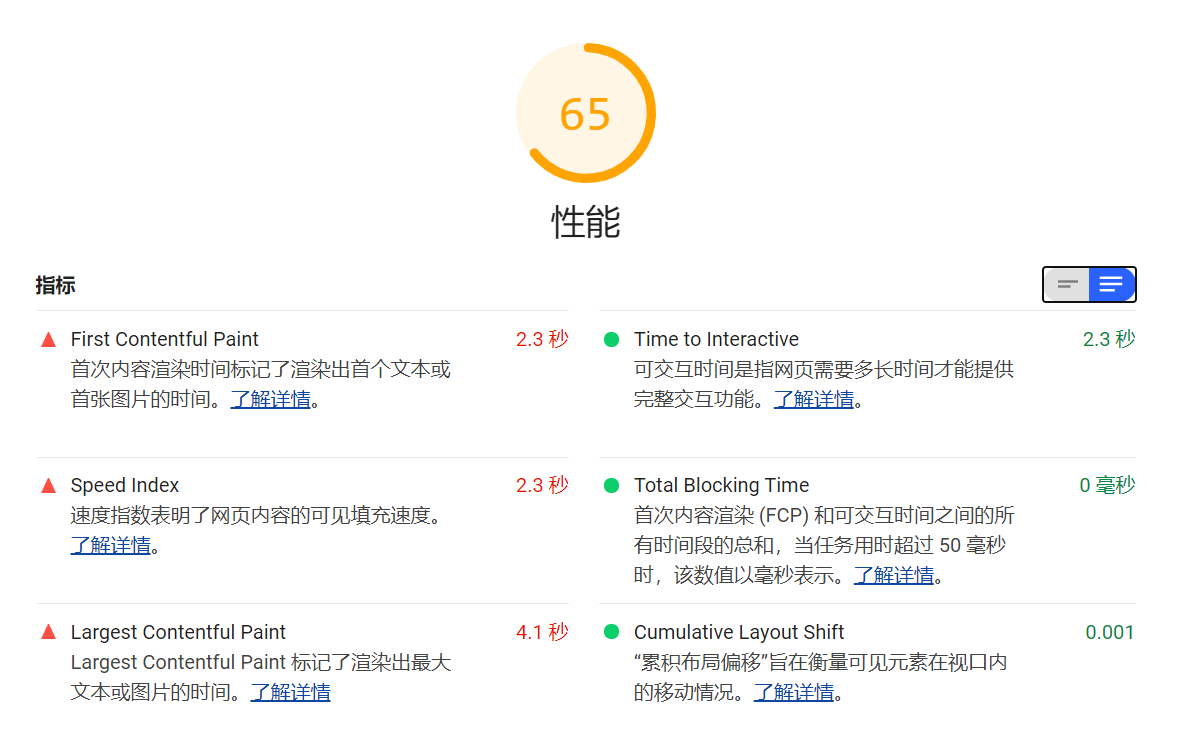 65
性能
指标
First Contentful Paint 2.3 秒
首次内容渲染时间标记了渲染出首个文本或
首张图片的时间。了解详情。
Time to Interactive 2.3 秒
可交互时间是指网页需要多长时间才能提供
完整交互功能。了解详情。
Speed Index 2.3 秒
速度指数表明了网页内容的可见填充速度。
了解详情。
Total Blocking Time 0 毫秒
首次内容渲染 (FCP) 和可交互时间之间的所
有时间段的总和，当任务用时超过 50 毫秒
时，该数值以毫秒表示。了解详情。
Largest Contentful Paint 4.1 秒
Largest Contentful Paint 标记了渲染出最大
文本或图片的时间。了解详情
Cumulative Layout Shift 0.001
“累积布局偏移”旨在衡量可见元素在视口内
的移动情况。了解详情。